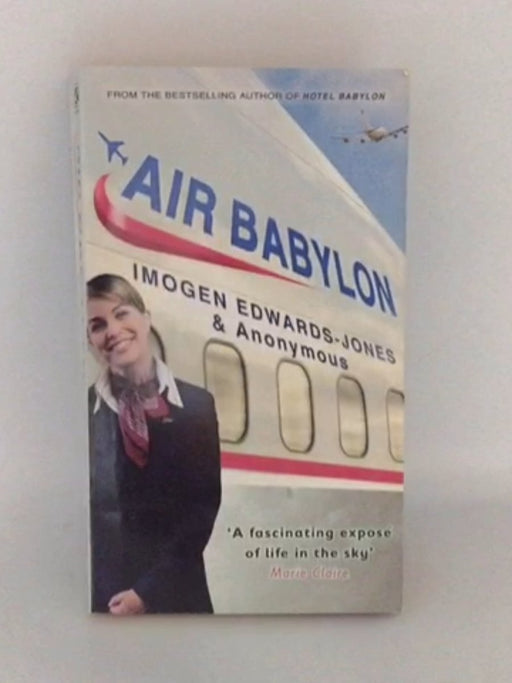 FROM THE BESTSELLING AUTHOR OF HOTEL BABYLON
AIR BABYLON
IMOGEN EDWARDS-JONES
& Anonymous
'A fascinating exposé
of life in the sky'
Marie Claire